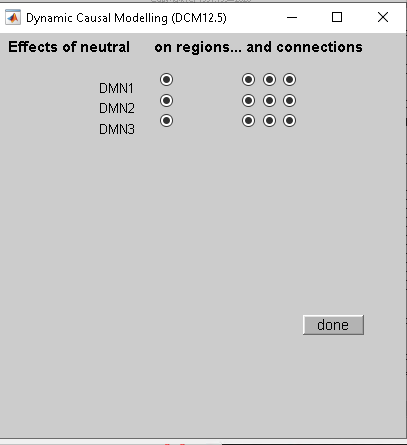 Dynamic Causal Modelling (DCM12.5)
Effects of neutral on regions... and connections
DMN1
DMN2
DMN3
done